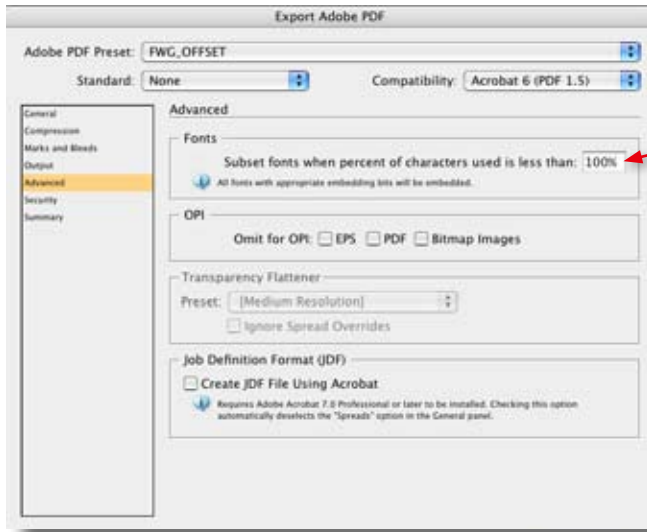 Export Adobe PDF
Adobe PDF Preset: FWG_OFFSET
Standard: None Compatibility: Acrobat 6 (PDF 1.5)
General
Compression
Marks and Bleeds
Output
Advanced
Security
Summary
Advanced
Fonts
Subset fonts when percent of characters used is less than: 100%
All fonts with appropriate embedding bits will be embedded.
OPI
Omit for OPI: EPS PDF Bitmap Images
Transparency Flattener
Preset: [Medium Resolution]
Ignore Spread Overrides
Job Definition Format (JDF)
Create JDF File Using Acrobat
Requires Adobe Acrobat 7.0 Professional or later to be installed. Checking this option
automatically deselects the "Spreads" option in the General panel.